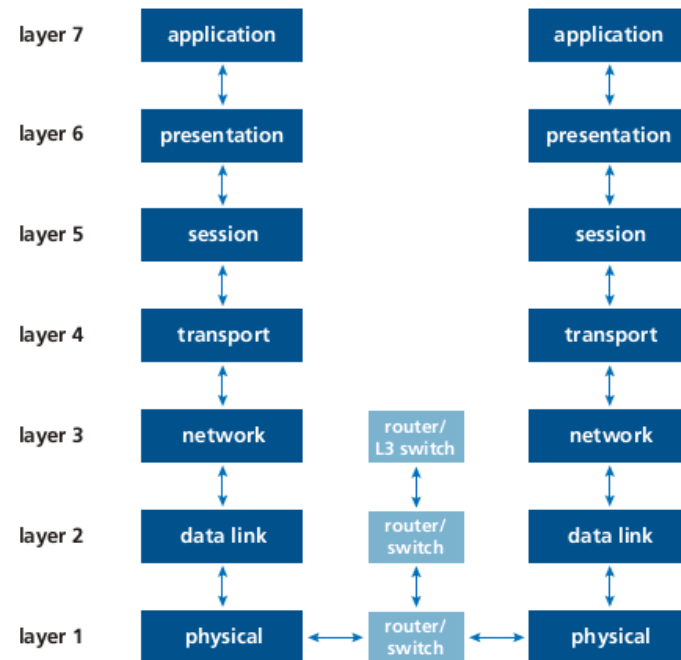 layer 7 application application
layer 6 presentation presentation
layer 5 session session
layer 4 transport transport
layer 3 network router/ network
L3 switch
layer 2 data link router/ data link
switch
layer 1 physical router/ physical
switch